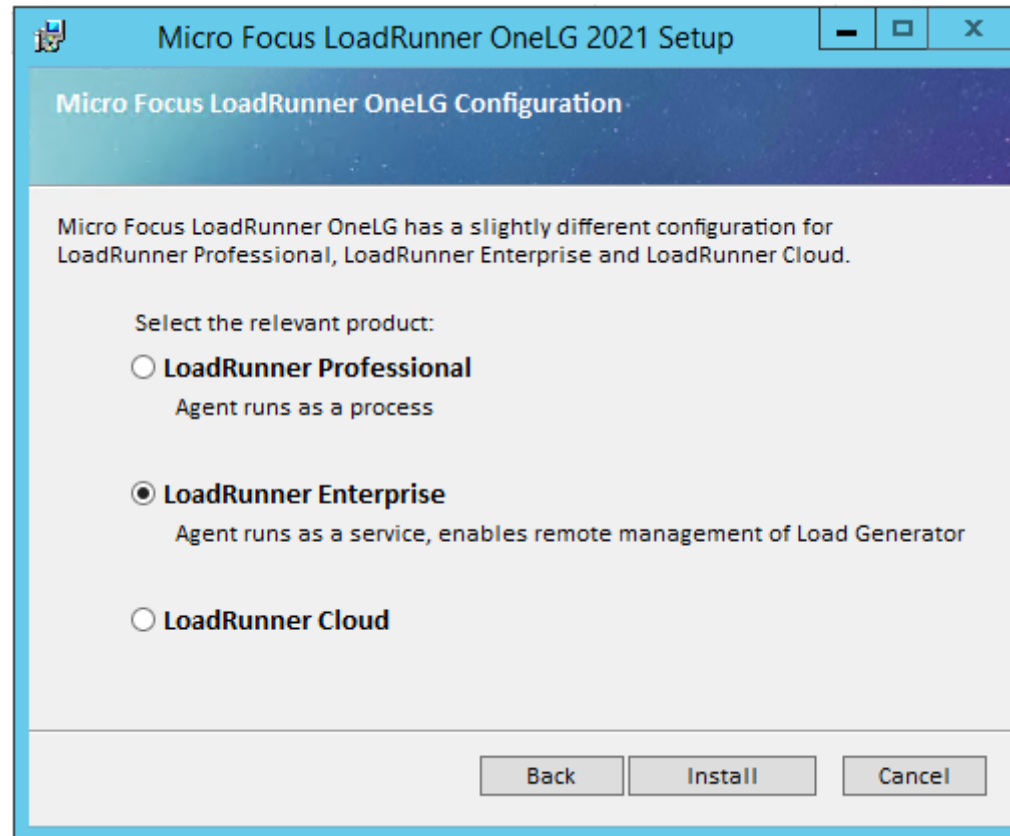 Micro Focus LoadRunner OneLG 2021 Setup
Micro Focus LoadRunner OneLG Configuration
Micro Focus LoadRunner OneLG has a slightly different configuration for
LoadRunner Professional, LoadRunner Enterprise and LoadRunner Cloud.
Select the relevant product:
LoadRunner Professional
Agent runs as a process
LoadRunner Enterprise
Agent runs as a service, enables remote management of Load Generator
LoadRunner Cloud
Back Install Cancel